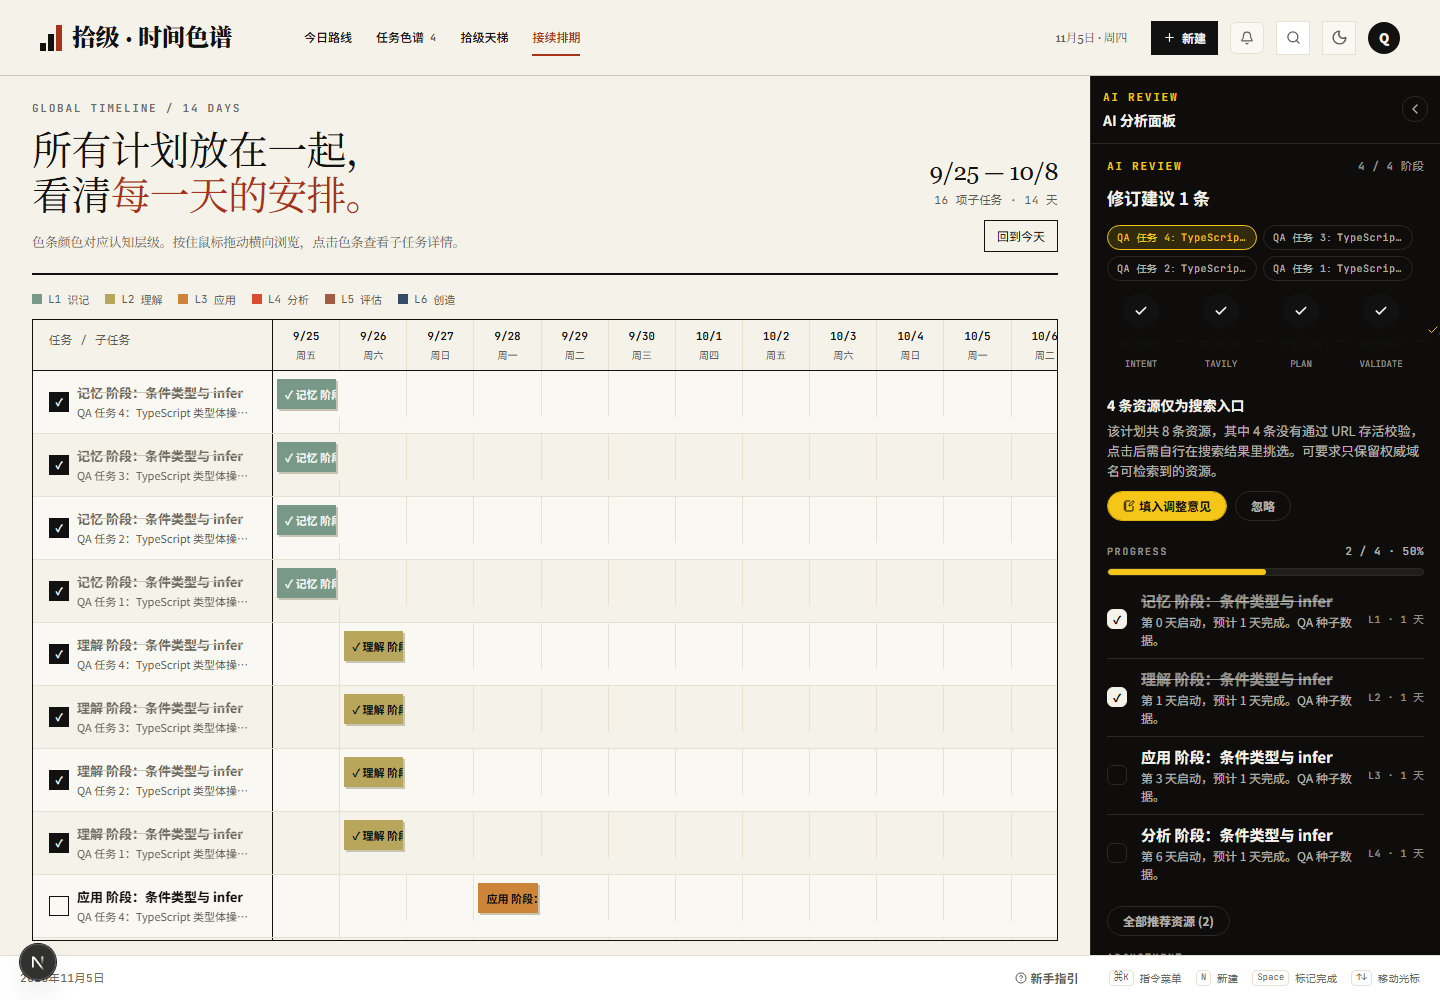 拾级 · 时间色谱
今日路线
任务色谱 4
拾级天梯
接续排期
11月5日 · 周四
+ 新建
Q
GLOBAL TIMELINE / 14 DAYS
所有计划放在一起，
看清每一天的安排。
色条颜色对应认知层级。按住鼠标拖动横向浏览，点击色条查看子任务详情。
9/25 — 10/8
16 项子任务 · 14 天
回到今天
L1 识记
L2 理解
L3 应用
L4 分析
L5 评估
L6 创造
任务 / 子任务
9/25 周五
9/26 周六
9/27 周日
9/28 周一
9/29 周二
9/30 周三
10/1 周四
10/2 周五
10/3 周六
10/4 周日
10/5 周一
10/6 周二
记忆 阶段：条件类型与 infer
QA 任务 4：TypeScript 类型体操…
✓ 记忆 阶
记忆 阶段：条件类型与 infer
QA 任务 3：TypeScript 类型体操…
✓ 记忆 阶
记忆 阶段：条件类型与 infer
QA 任务 2：TypeScript 类型体操…
✓ 记忆 阶
记忆 阶段：条件类型与 infer
QA 任务 1：TypeScript 类型体操…
✓ 记忆 阶
理解 阶段：条件类型与 infer
QA 任务 4：TypeScript 类型体操…
✓ 理解 阶
理解 阶段：条件类型与 infer
QA 任务 3：TypeScript 类型体操…
✓ 理解 阶
理解 阶段：条件类型与 infer
QA 任务 2：TypeScript 类型体操…
✓ 理解 阶
理解 阶段：条件类型与 infer
QA 任务 1：TypeScript 类型体操…
✓ 理解 阶
应用 阶段：条件类型与 infer
QA 任务 4：TypeScript 类型体操…
应用 阶段：
AI REVIEW
AI 分析面板
AI REVIEW
4 / 4 阶段
修订建议 1 条
QA 任务 4: TypeScrip…
QA 任务 3: TypeScrip…
QA 任务 2: TypeScrip…
QA 任务 1: TypeScrip…
INTENT
TAVILY
PLAN
VALIDATE
4 条资源仅为搜索入口
该计划共 8 条资源，其中 4 条没有通过 URL 存活校验，
点击后需自行在搜索结果里挑选。可要求只保留权威域
名可检索到的资源。
填入调整意见
忽略
PROGRESS
2 / 4 · 50%
记忆 阶段：条件类型与 infer
第 0 天启动，预计 1 天完成。QA 种子数
据。
L1 · 1 天
理解 阶段：条件类型与 infer
第 1 天启动，预计 1 天完成。QA 种子数
据。
L2 · 1 天
应用 阶段：条件类型与 infer
第 3 天启动，预计 1 天完成。QA 种子数
据。
L3 · 1 天
分析 阶段：条件类型与 infer
第 6 天启动，预计 1 天完成。QA 种子数
据。
L4 · 1 天
全部推荐资源 (2)
N
年11月5日
新手指引
⌘K 指令菜单
N 新建
Space 标记完成
↑↓ 移动光标